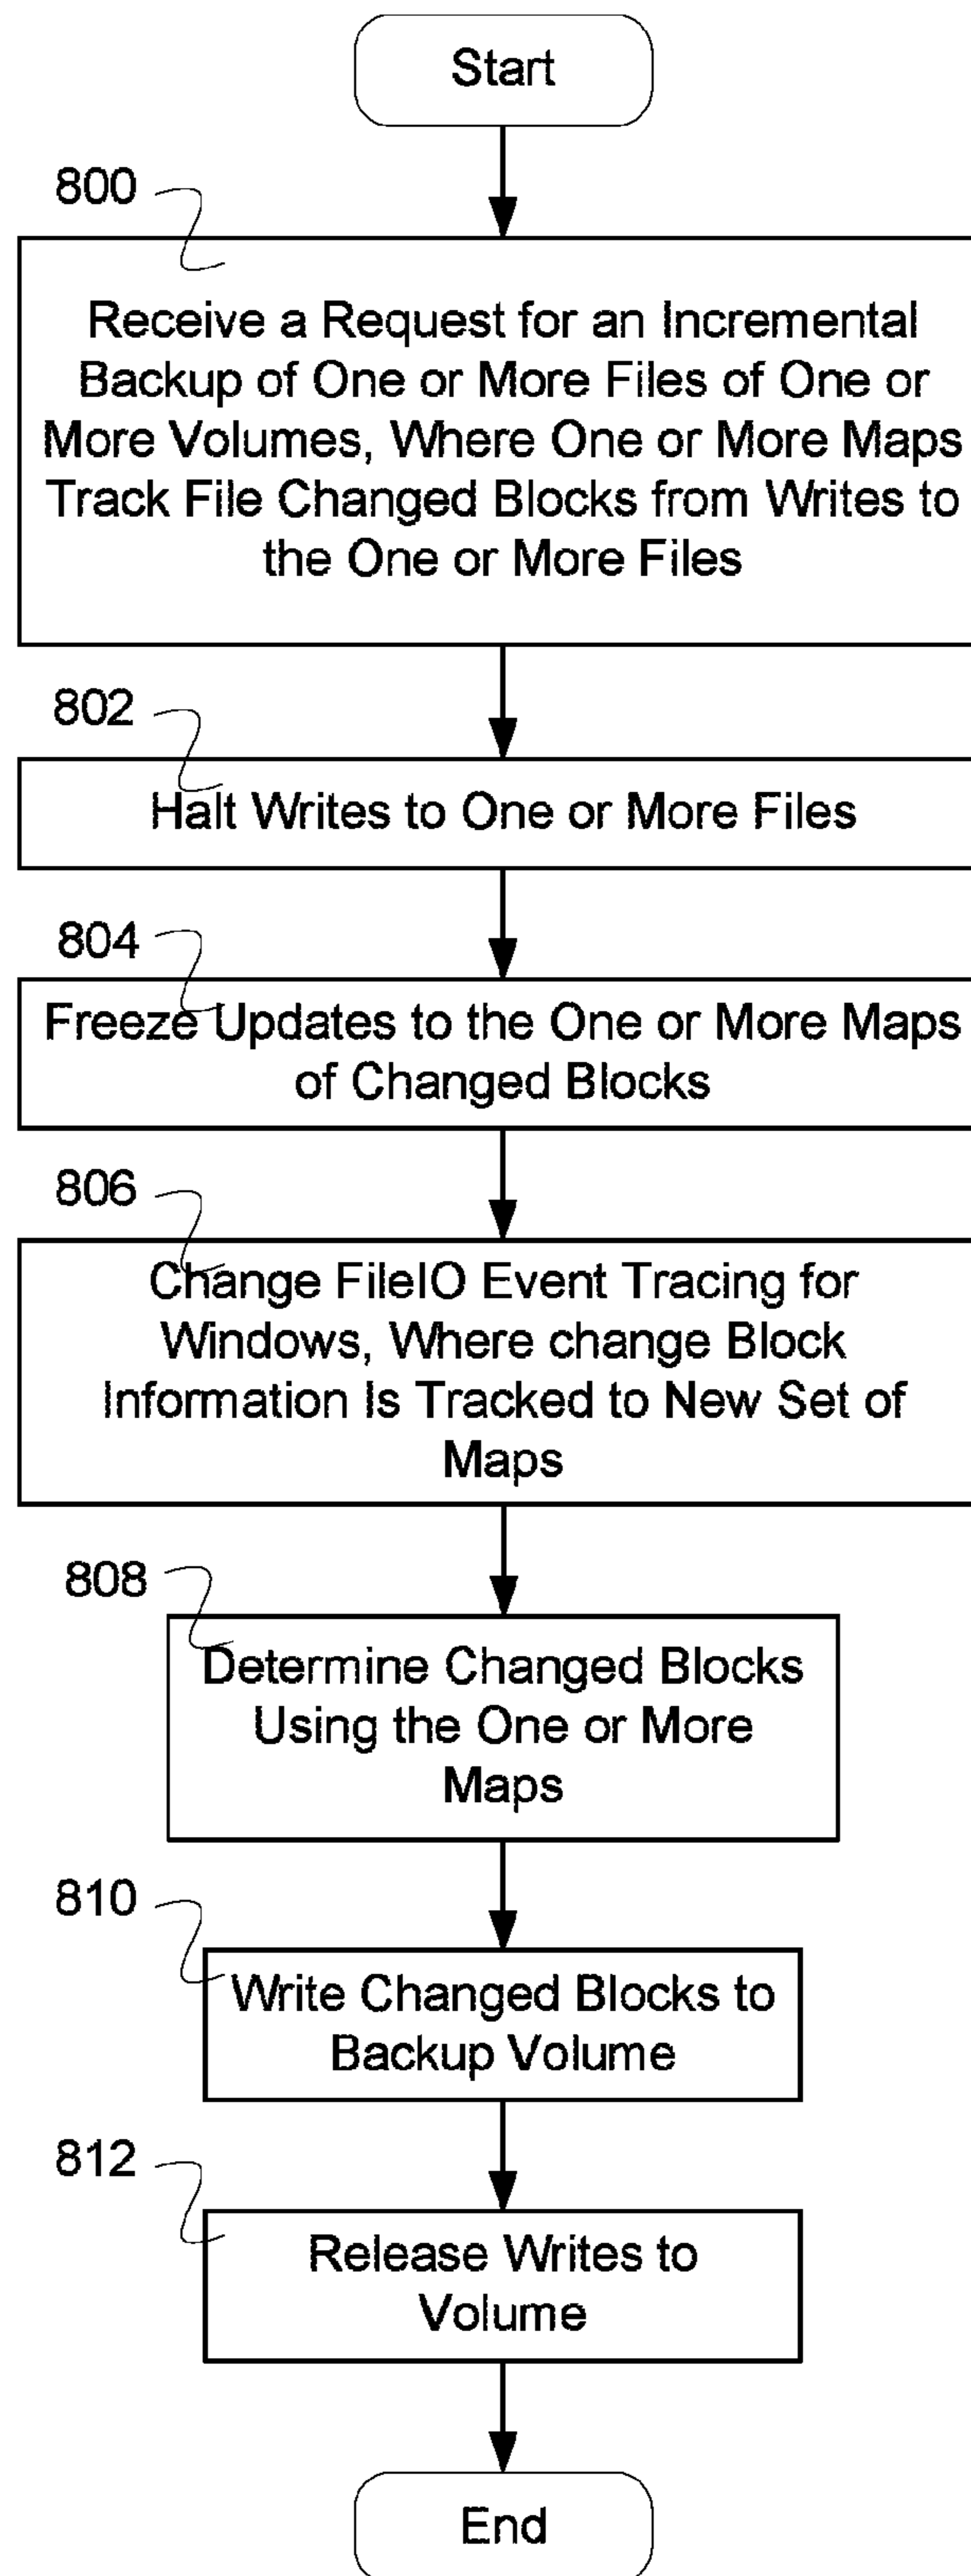 Start
800
Receive a Request for an Incremental
Backup of One or More Files of One or
More Volumes, Where One or More Maps
Track File Changed Blocks from Writes to
the One or More Files
802
Halt Writes to One or More Files
804
Freeze Updates to the One or More Maps
of Changed Blocks
806
Change FileIO Event Tracing for
Windows, Where change Block
Information Is Tracked to New Set of
Maps
808
Determine Changed Blocks
Using the One or More
Maps
810
Write Changed Blocks to
Backup Volume
812
Release Writes to
Volume
End